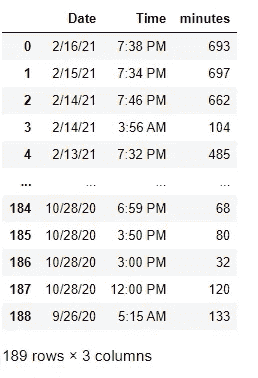 Date Time minutes
0 2/16/21 7:38 PM 693
1 2/15/21 7:34 PM 697
2 2/14/21 7:46 PM 662
3 2/14/21 3:56 AM 104
4 2/13/21 7:32 PM 485
... ... ... ...
184 10/28/20 6:59 PM 68
185 10/28/20 3:50 PM 80
186 10/28/20 3:00 PM 32
187 10/28/20 12:00 PM 120
188 9/26/20 5:15 AM 133
189 rows × 3 columns